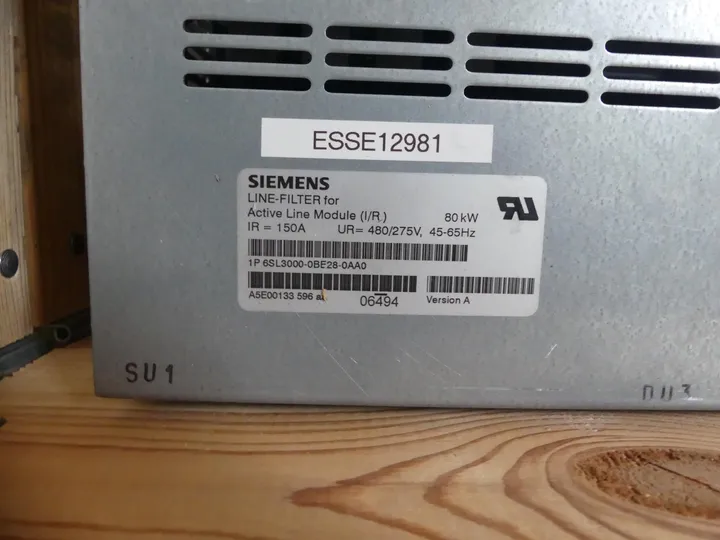 ESSE12981
SIEMENS
LINE-FILTER for
Active Line Module (I/R) 80 kW
IR = 150A UR= 480/275V, 45-65Hz
1P 6SL3000-0BE28-0AA0
A5E00133 596 06494 Version A
SU1